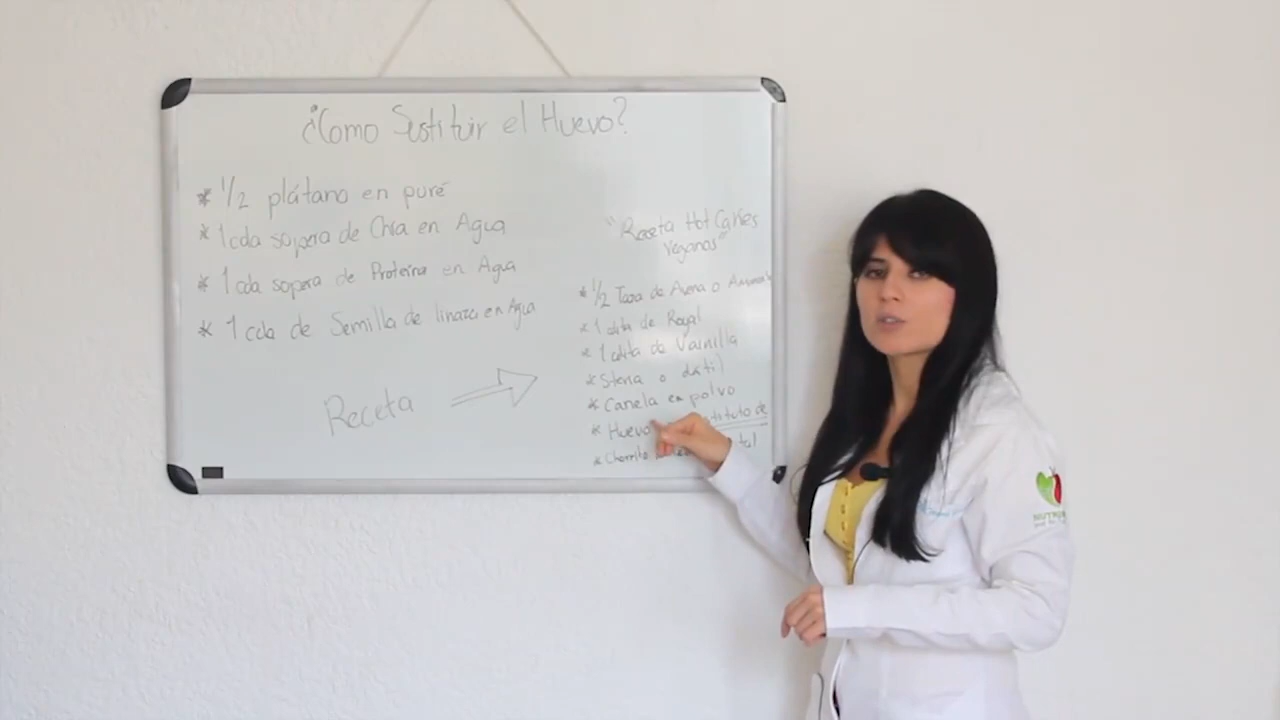 ¿Como Sustituir el Huevo?
* 1/2 plátano en puré
* 1 cda sopera de Chia en Agua
* 1 cda sopera de Proteína en Agua
* 1 cda de Semilla de linaza en Agua
Receta
"Receta Hot Cakes
Veganos"
* 1/2 Taza de Avena o
* 1 cdita de Royal
* 1 cdita de Vainilla
* Stevia o dátil
* Canela en polvo
* Huevo
* Chorrito